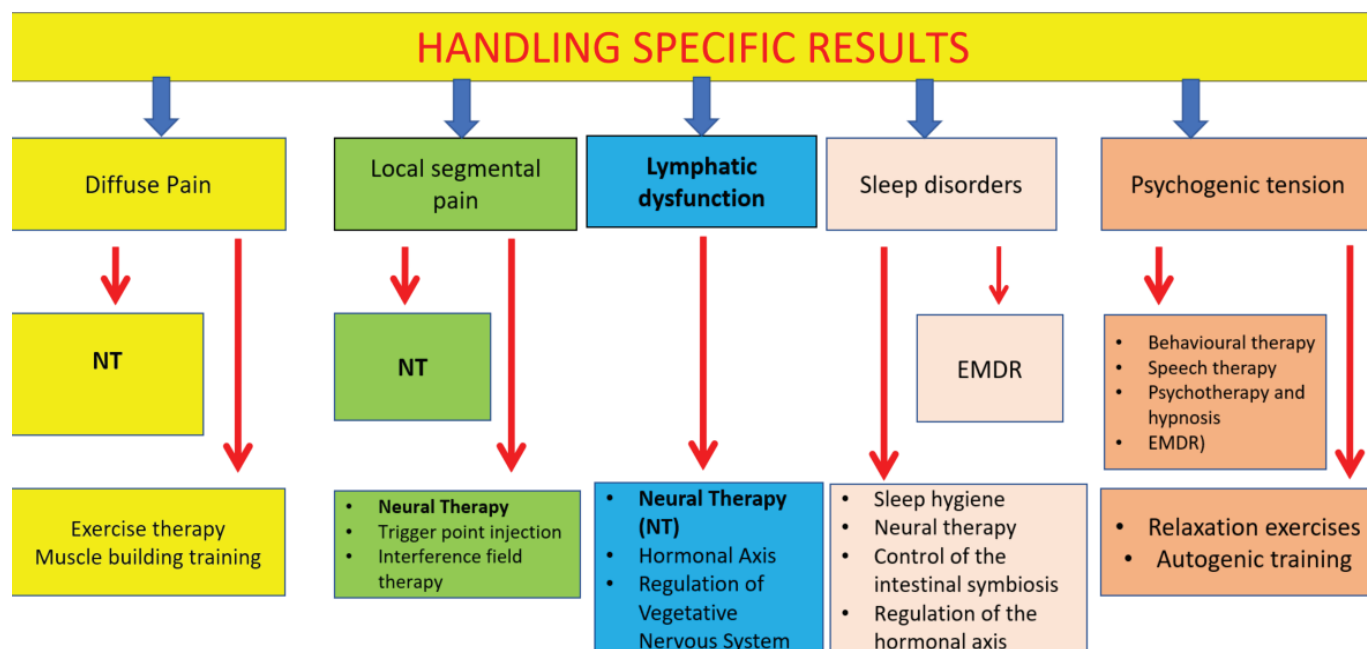 HANDLING SPECIFIC RESULTS
Diffuse Pain
Local segmental
pain
Lymphatic
dysfunction
Sleep disorders
Psychogenic tension
NT
NT
EMDR
• Behavioural therapy
• Speech therapy
• Psychotherapy and
hypnosis
• EMDR)
Exercise therapy
Muscle building training
• Neural Therapy
• Trigger point injection
• Interference field
therapy
• Neural Therapy
(NT)
• Hormonal Axis
• Regulation of
Vegetative
Nervous System
• Sleep hygiene
• Neural therapy
• Control of the
intestinal symbiosis
• Regulation of the
hormonal axis
• Relaxation exercises
• Autogenic training